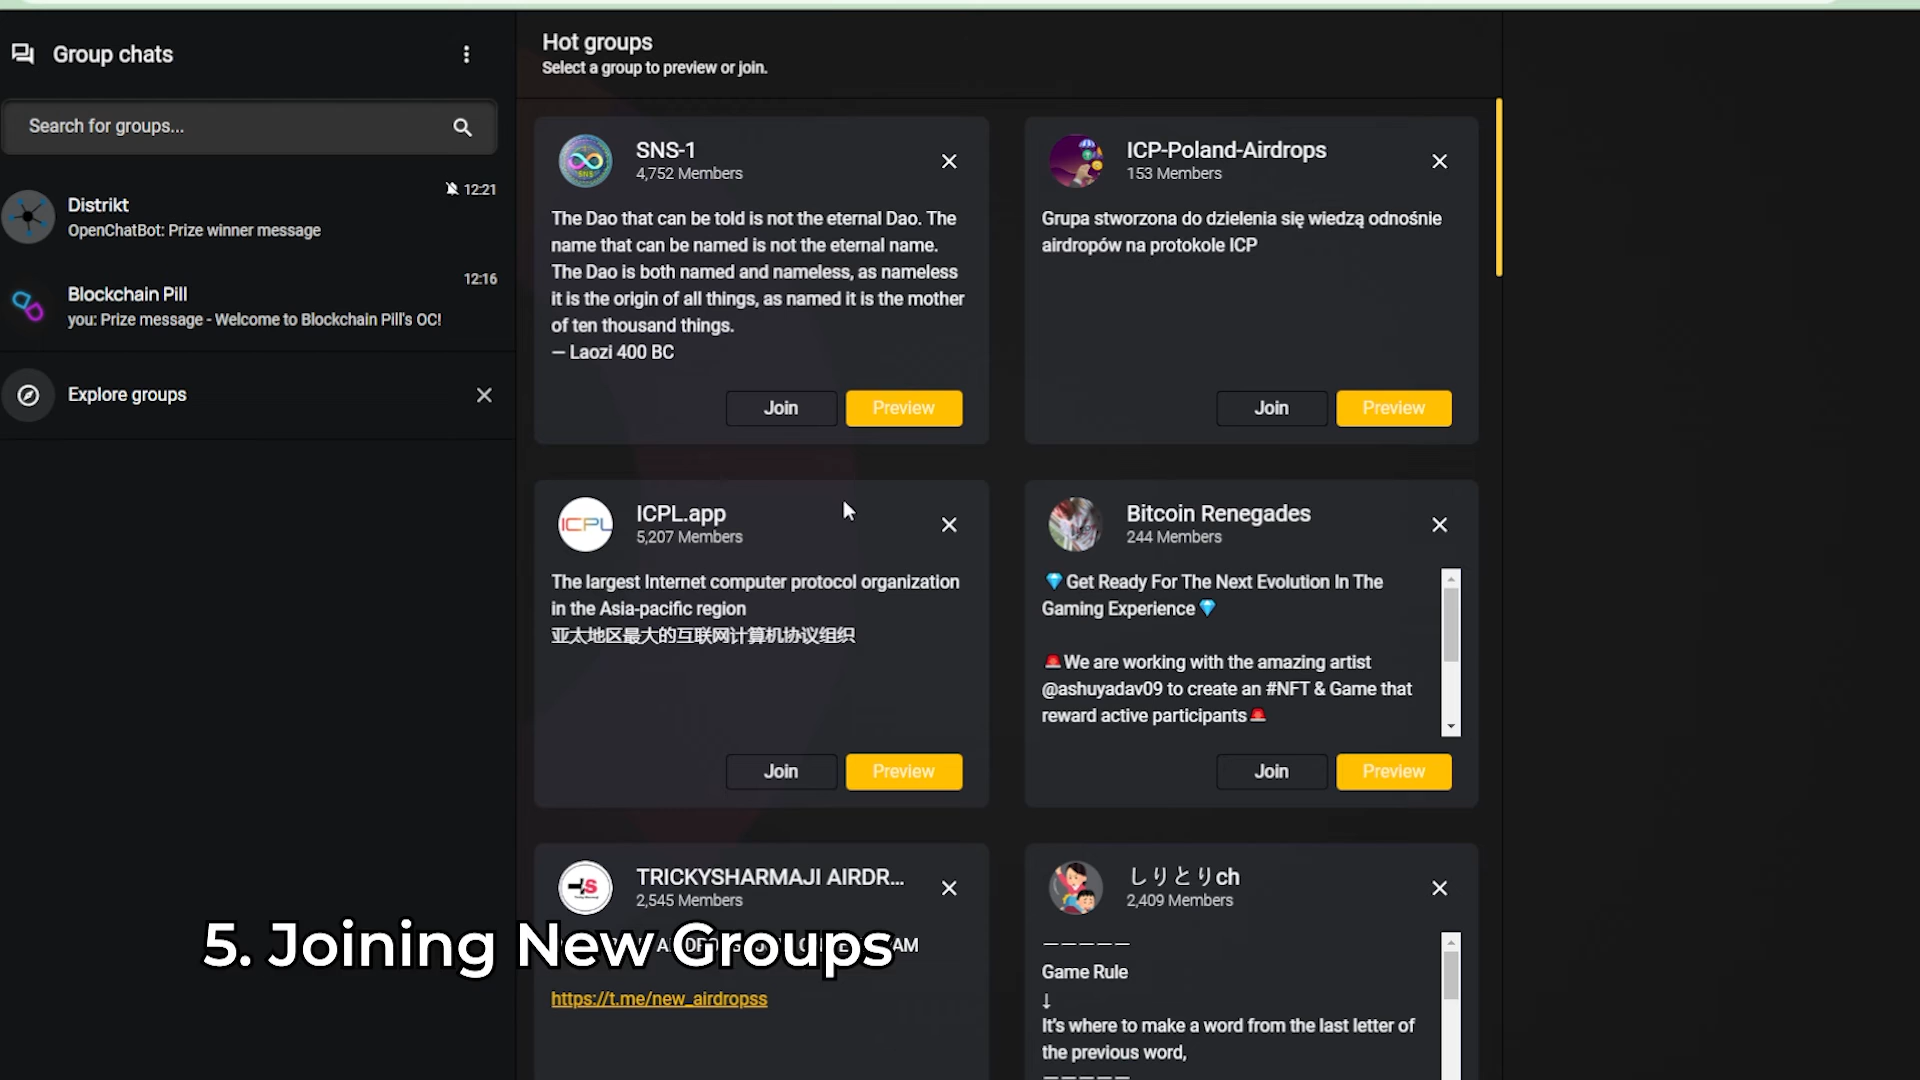 Group chats
Search for groups...
12:21
Distrikt
OpenChatBot: Prize winner message
12:16
Blockchain Pill
you: Prize message - Welcome to Blockchain Pill's OC!
Explore groups
Hot groups
Select a group to preview or join.
SNS
SNS-1
4,752 Members
The Dao that can be told is not the eternal Dao. The
name that can be named is not the eternal name.
The Dao is both named and nameless, as nameless
it is the origin of all things, as named it is the mother
of ten thousand things.
— Laozi 400 BC
Join
Preview
ICP-Poland-Airdrops
153 Members
Grupa stworzona do dzielenia się wiedzą odnośnie
airdropów na protokole ICP
Join
Preview
ICPL
ICPL.app
5,207 Members
The largest Internet computer protocol organization
in the Asia-pacific region
亚太地区最大的互联网计算机协议组织
Join
Preview
Bitcoin Renegades
244 Members
💎Get Ready For The Next Evolution In The
Gaming Experience💎
🚨We are working with the amazing artist
@ashuyadav09 to create an #NFT & Game that
reward active participants🚨
Join
Preview
TRICKYSHARMAJI AIRDR...
2,545 Members
https://t.me/new_airdropss
しりとりch
2,409 Members
—————
Game Rule
↓
It's where to make a word from the last letter of
the previous word,
—————
5. Joining New Groups